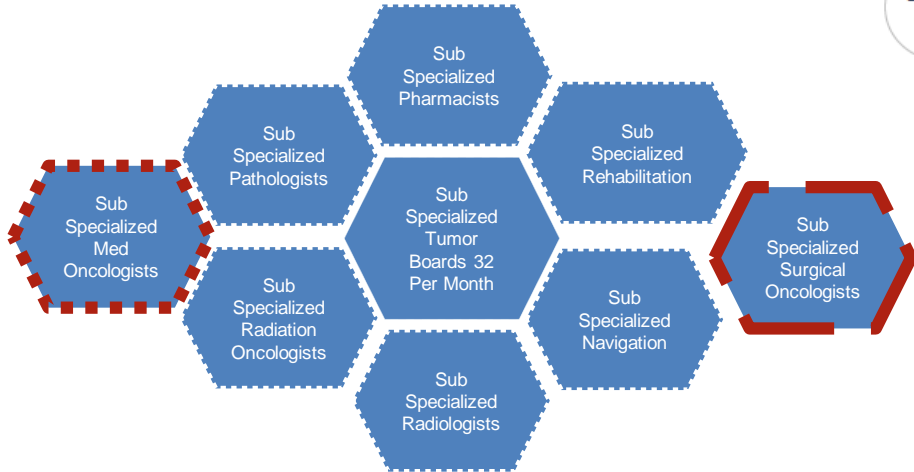 Sub
Specialized
Pharmacists
Sub
Specialized
Pathologists
Sub
Specialized
Rehabilitation
Sub
Specialized
Med
Oncologists
Sub
Specialized
Tumor
Boards 32
Per Month
Sub
Specialized
Surgical
Oncologists
Sub
Specialized
Radiation
Oncologists
Sub
Specialized
Navigation
Sub
Specialized
Radiologists